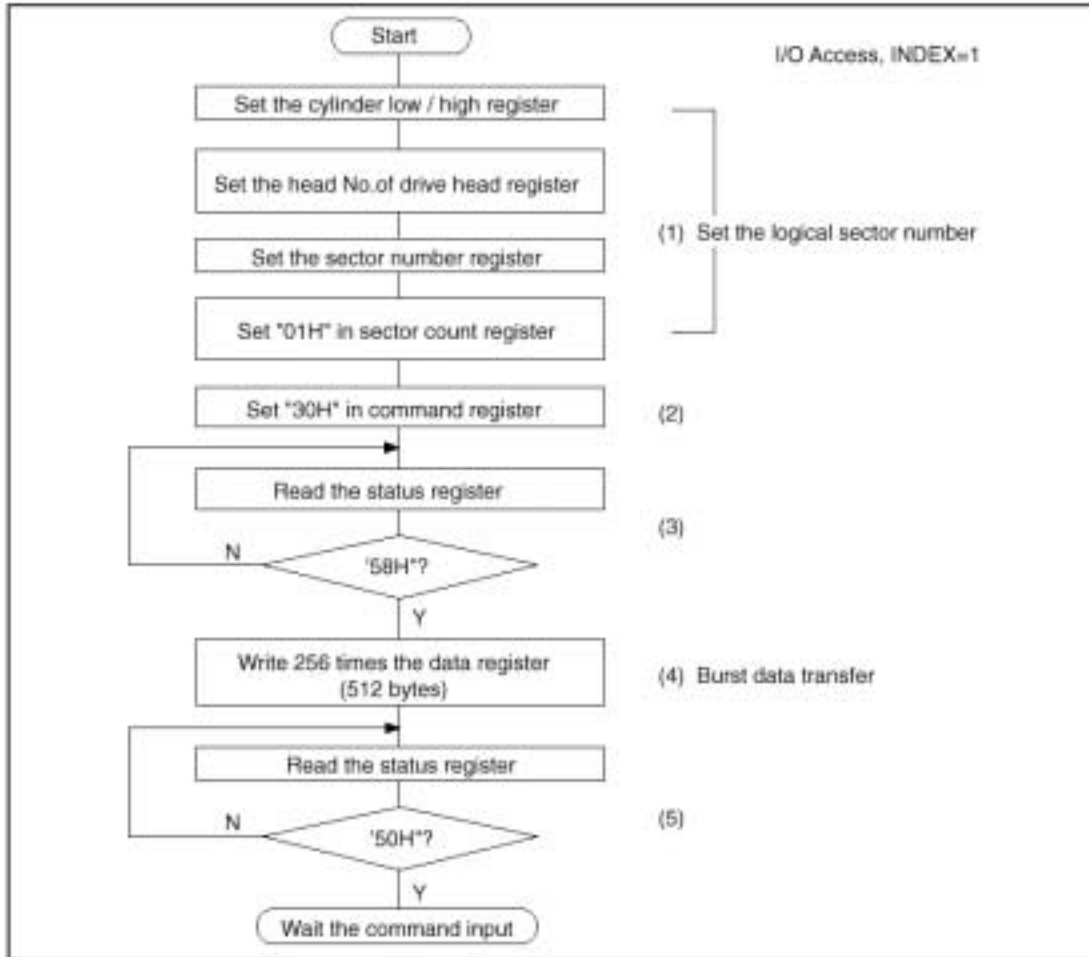 Start
I/O Access, INDEX=1
Set the cylinder low / high register
Set the head No.of drive head register
(1) Set the logical sector number
Set the sector number register
Set "01H" in sector count register
Set "30H" in command register
(2)
Read the status register
(3)
N
'58H"?
Y
Write 256 times the data register
(512 bytes)
(4) Burst data transfer
Read the status register
(5)
N
'50H"?
Y
Wait the command input